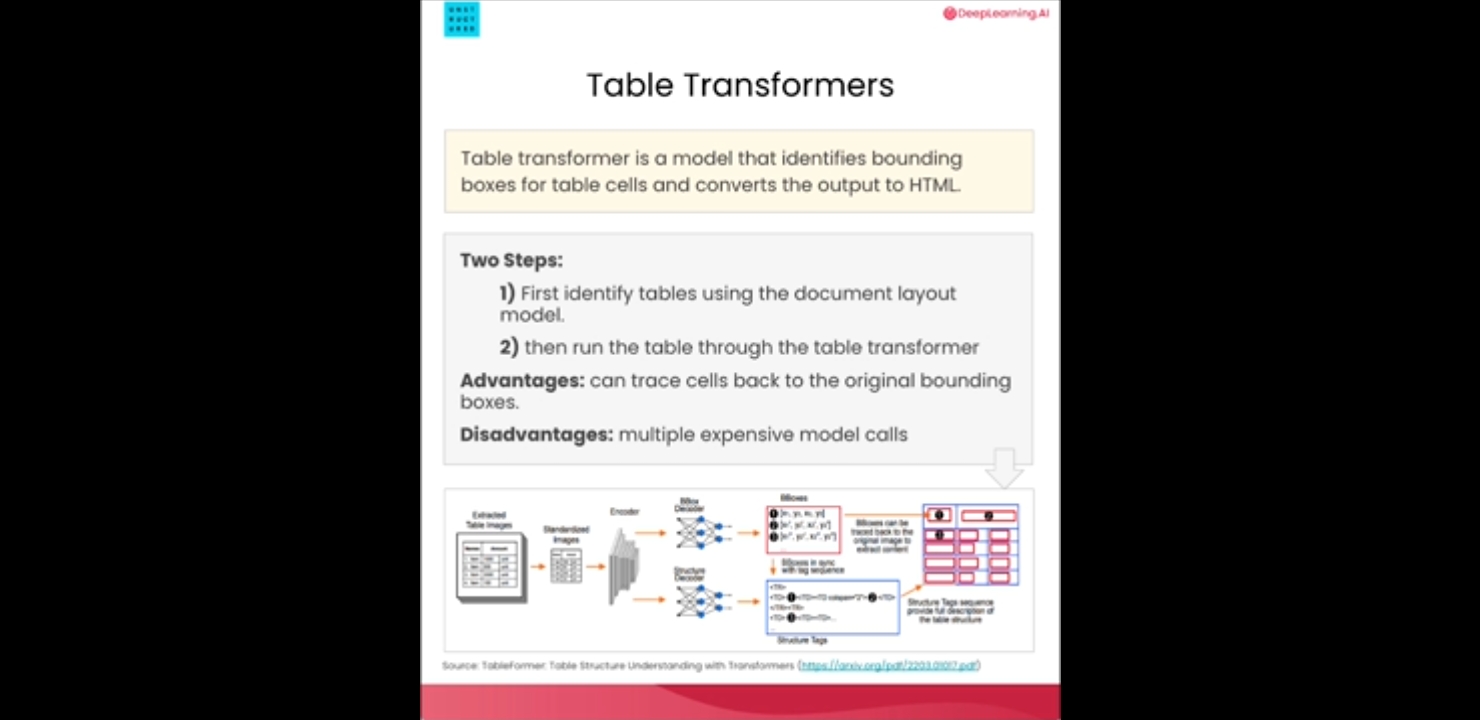 UNST
RUCT
URED
DeepLearning.AI
Table Transformers
Table transformer is a model that identifies bounding
boxes for table cells and converts the output to HTML.
Two Steps:
1) First identify tables using the document layout
model.
2) then run the table through the table transformer
Advantages: can trace cells back to the original bounding
boxes.
Disadvantages: multiple expensive model calls
Extracted
Table Images
Standardized
Images
Encoder
BBox
Decoder
Structure
Decoder
BBoxes
BBoxes in sync
with tag sequence
Structure Tags
BBoxes can be
traced back to the
original image to
extract content
Structure Tags sequence
provide full description of
the table structure
Source: TableFormer: Table Structure Understanding with Transformers (https://arxiv.org/pdf/2203.01017.pdf)